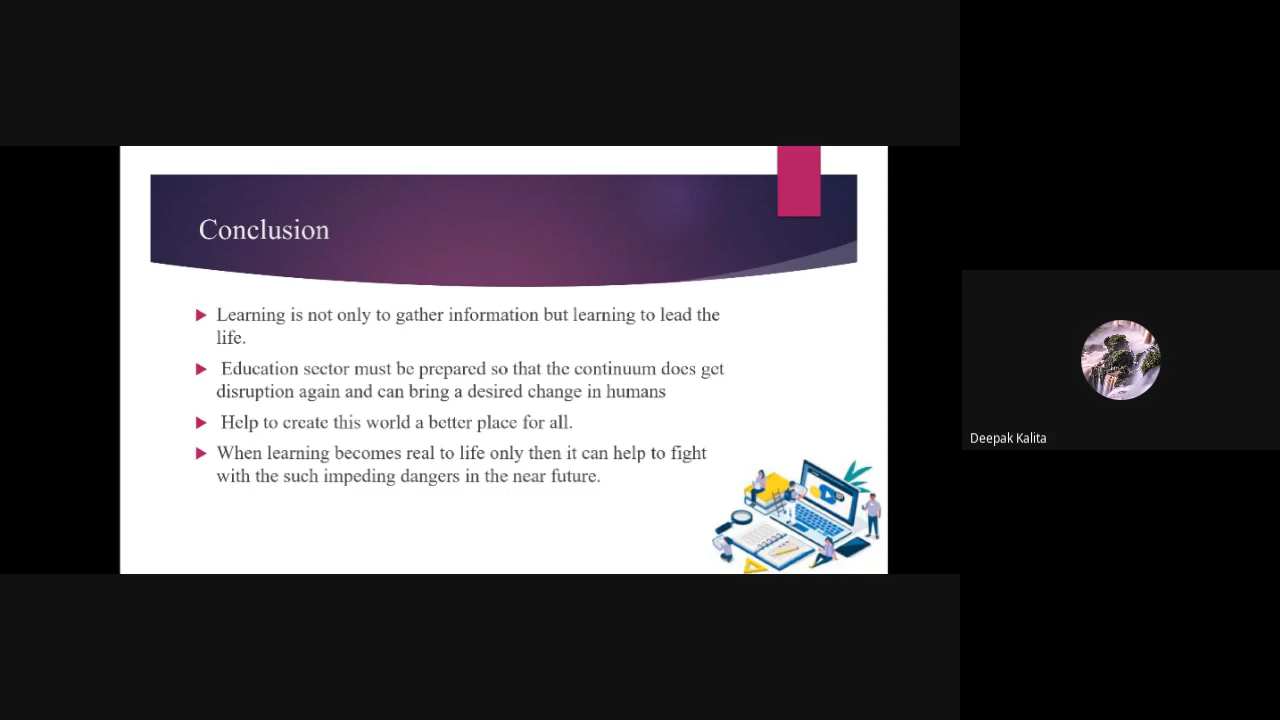 Conclusion
Learning is not only to gather information but learning to lead the
life.
Education sector must be prepared so that the continuum does get
disruption again and can bring a desired change in humans
Help to create this world a better place for all.
When learning becomes real to life only then it can help to fight
with the such impeding dangers in the near future.
Deepak Kalita